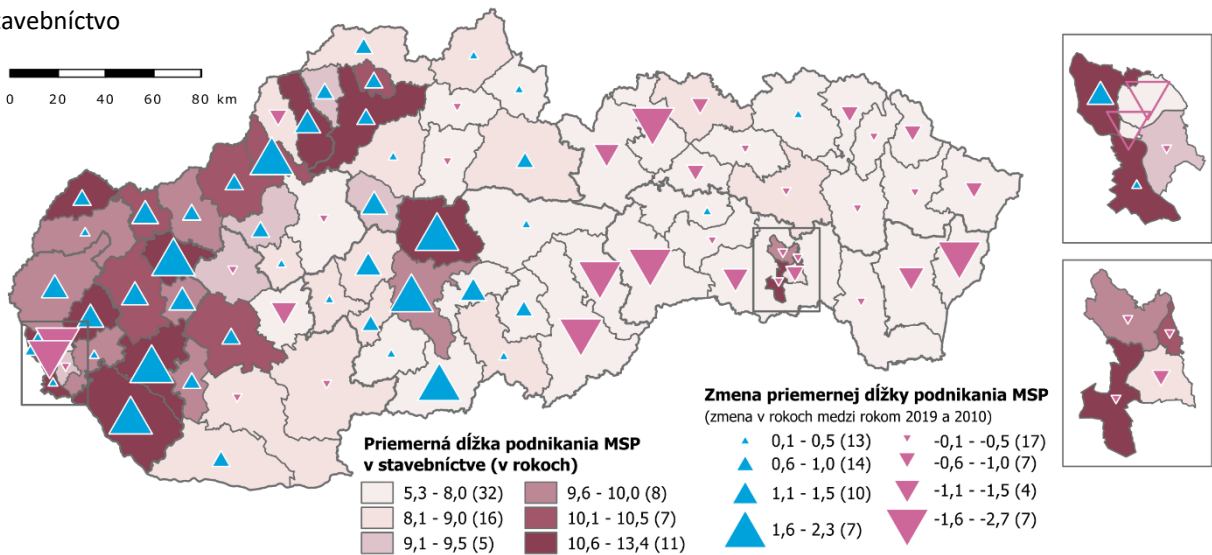 tavebníctvo
0 20 40 60 80 km
Priemerná dĺžka podnikania MSP
v stavebníctve (v rokoch)
5,3 - 8,0 (32)
8,1 - 9,0 (16)
9,1 - 9,5 (5)
9,6 - 10,0 (8)
10,1 - 10,5 (7)
10,6 - 13,4 (11)
Zmena priemernej dĺžky podnikania MSP
(zmena v rokoch medzi rokom 2019 a 2010)
0,1 - 0,5 (13)
0,6 - 1,0 (14)
1,1 - 1,5 (10)
1,6 - 2,3 (7)
-0,1 - -0,5 (17)
-0,6 - -1,0 (7)
-1,1 - -1,5 (4)
-1,6 - -2,7 (7)